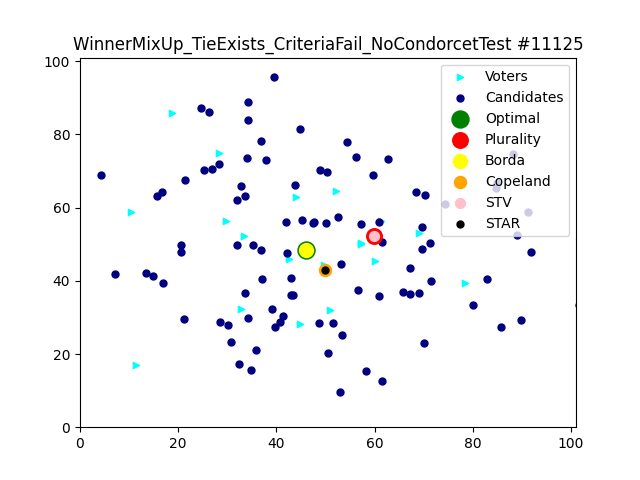 WinnerMixUp_TieExists_CriteriaFail_NoCondorcetTest #11125
100
80
60
40
20
0
0 20 40 60 80 100
Voters
Candidates
Optimal
Plurality
Borda
Copeland
STV
STAR